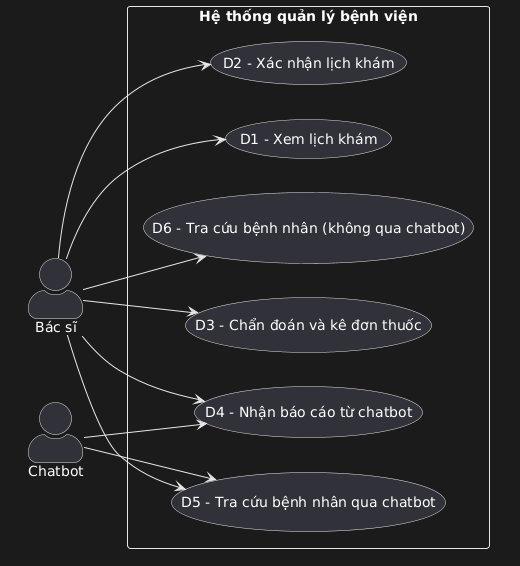 Hệ thống quản lý bệnh viện
D2 - Xác nhận lịch khám
D1 - Xem lịch khám
D6 - Tra cứu bệnh nhân (không qua chatbot)
Bác sĩ
D3 - Chẩn đoán và kê đơn thuốc
D4 - Nhận báo cáo từ chatbot
Chatbot
D5 - Tra cứu bệnh nhân qua chatbot